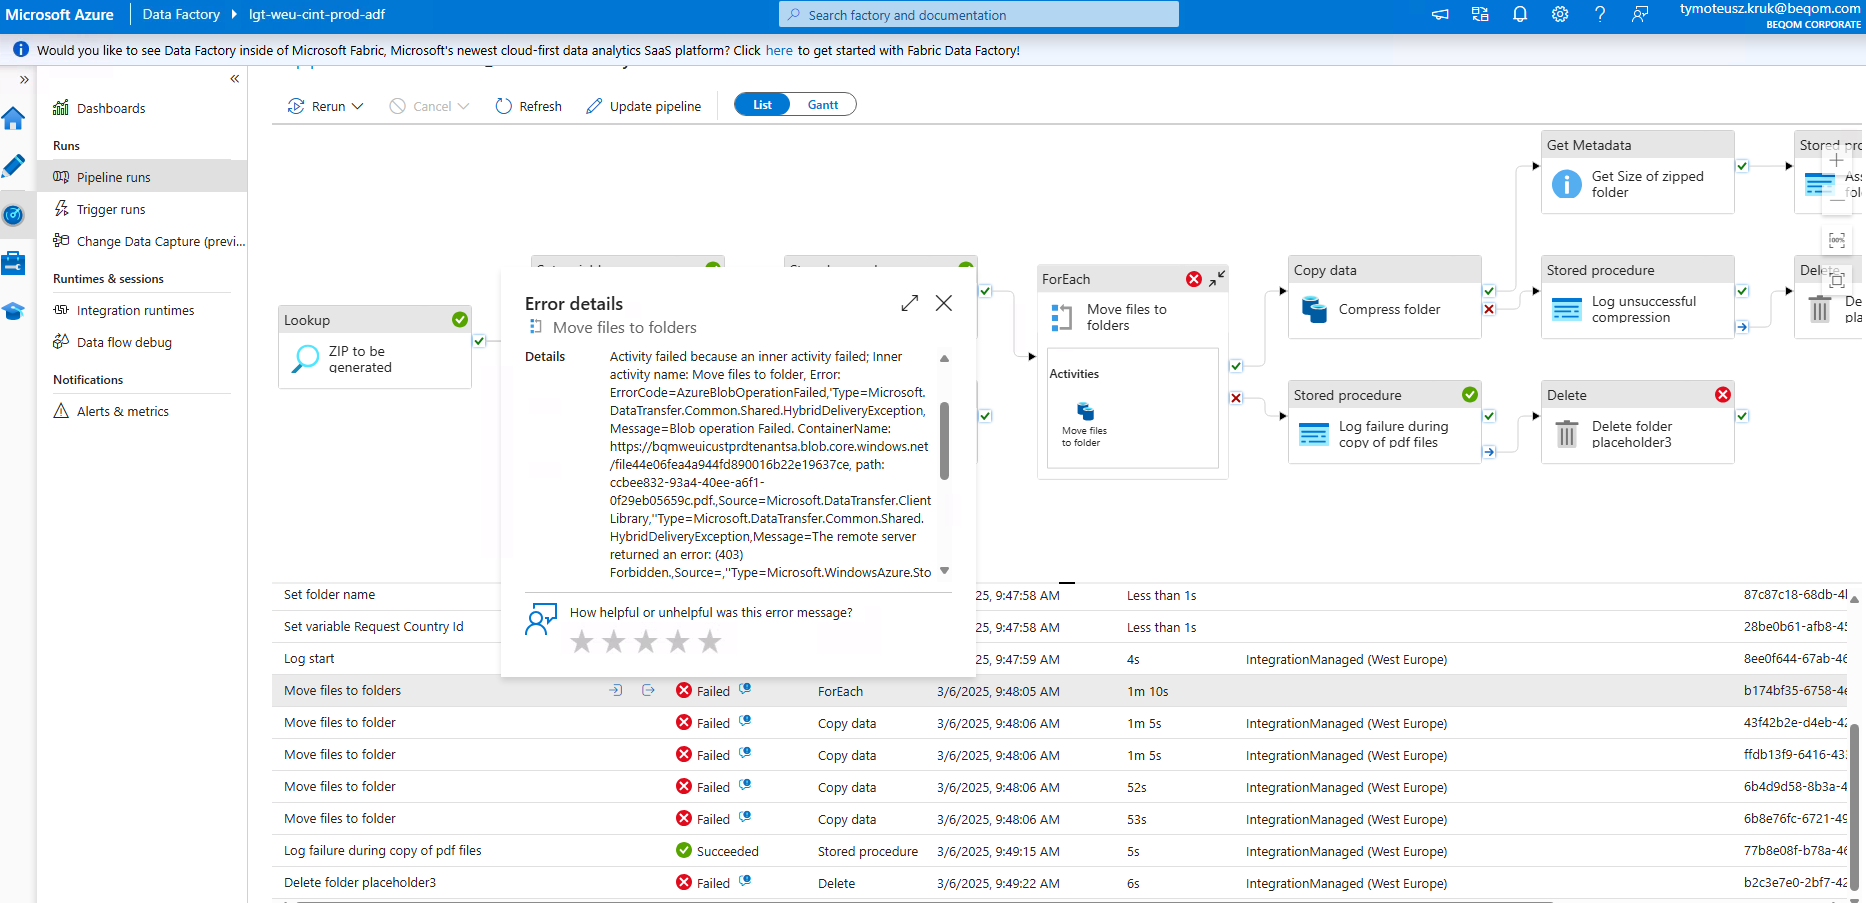 Microsoft Azure
Data Factory
lgt-weu-cint-prod-adf
Search factory and documentation
tymoteusz.kruk@beqom.com
BEQOM CORPORATE
Would you like to see Data Factory inside of Microsoft Fabric, Microsoft's newest cloud-first data analytics SaaS platform? Click here to get started with Fabric Data Factory!
Dashboards
Runs
Pipeline runs
Trigger runs
Change Data Capture (previ...
Runtimes & sessions
Integration runtimes
Data flow debug
Notifications
Alerts & metrics
Rerun
Cancel
Refresh
Update pipeline
List
Gantt
Lookup
ZIP to be
generated
Error details
Move files to folders
Details
Activity failed because an inner activity failed; Inner
activity name: Move files to folder, Error:
ErrorCode=AzureBlobOperationFailed,'Type=Microsoft.
DataTransfer.Common.Shared.HybridDeliveryException,
Message=Blob operation Failed. ContainerName:
https://bqmweuicustprdtenantsa.blob.core.windows.net
/file44e06fea4a944fd890016b22e19637ce, path:
ccbee832-93a4-40ee-a6f1-
0f29eb05659c.pdf.,Source=Microsoft.DataTransfer.Client
Library,''Type=Microsoft.DataTransfer.Common.Shared.
HybridDeliveryException,Message=The remote server
returned an error: (403)
Forbidden.,Source=,''Type=Microsoft.WindowsAzure.Sto
How helpful or unhelpful was this error message?
ForEach
Move files to
folders
Activities
Move files
to folder
Copy data
Compress folder
Get Metadata
Get Size of zipped
folder
Stored pro
Ass
fol
Stored procedure
Log unsuccessful
compression
Delete
De
pla
Stored procedure
Log failure during
copy of pdf files
Delete
Delete folder
placeholder3
Set folder name 25, 9:47:58 AM Less than 1s 87c87c18-68db-4
Set variable Request Country Id 25, 9:47:58 AM Less than 1s 28be0b61-afb8-45
Log start 25, 9:47:59 AM 4s IntegrationManaged (West Europe) 8ee0f644-67ab-46
Move files to folders Failed ForEach 3/6/2025, 9:48:05 AM 1m 10s b174bf35-6758-4e
Move files to folder Failed Copy data 3/6/2025, 9:48:06 AM 1m 5s IntegrationManaged (West Europe) 43f42b2e-d4eb-42
Move files to folder Failed Copy data 3/6/2025, 9:48:06 AM 1m 5s IntegrationManaged (West Europe) ffdb13f9-6416-433
Move files to folder Failed Copy data 3/6/2025, 9:48:06 AM 52s IntegrationManaged (West Europe) 6b4d9d58-8b3a-4
Move files to folder Failed Copy data 3/6/2025, 9:48:06 AM 53s IntegrationManaged (West Europe) 6b8e76fc-6721-49
Log failure during copy of pdf files Succeeded Stored procedure 3/6/2025, 9:49:15 AM 5s IntegrationManaged (West Europe) 77b8e08f-b78a-46
Delete folder placeholder3 Failed Delete 3/6/2025, 9:49:22 AM 6s IntegrationManaged (West Europe) b2c3e7e0-2bf7-42